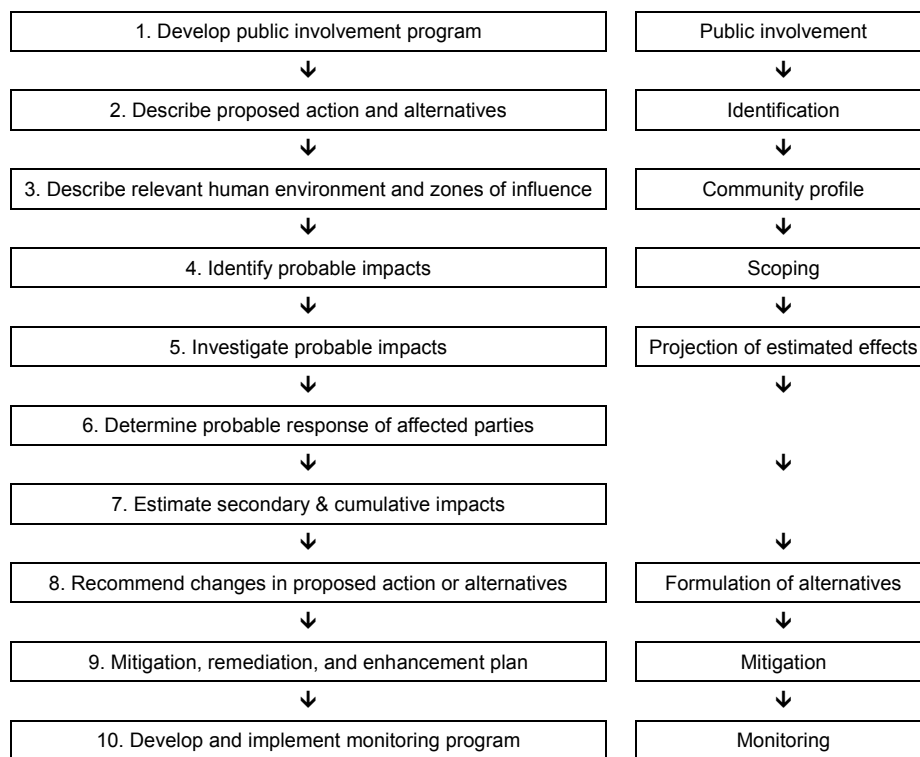 1. Develop public involvement program
Public involvement
2. Describe proposed action and alternatives
Identification
3. Describe relevant human environment and zones of influence
Community profile
4. Identify probable impacts
Scoping
5. Investigate probable impacts
Projection of estimated effects
6. Determine probable response of affected parties
7. Estimate secondary & cumulative impacts
8. Recommend changes in proposed action or alternatives
Formulation of alternatives
9. Mitigation, remediation, and enhancement plan
Mitigation
10. Develop and implement monitoring program
Monitoring